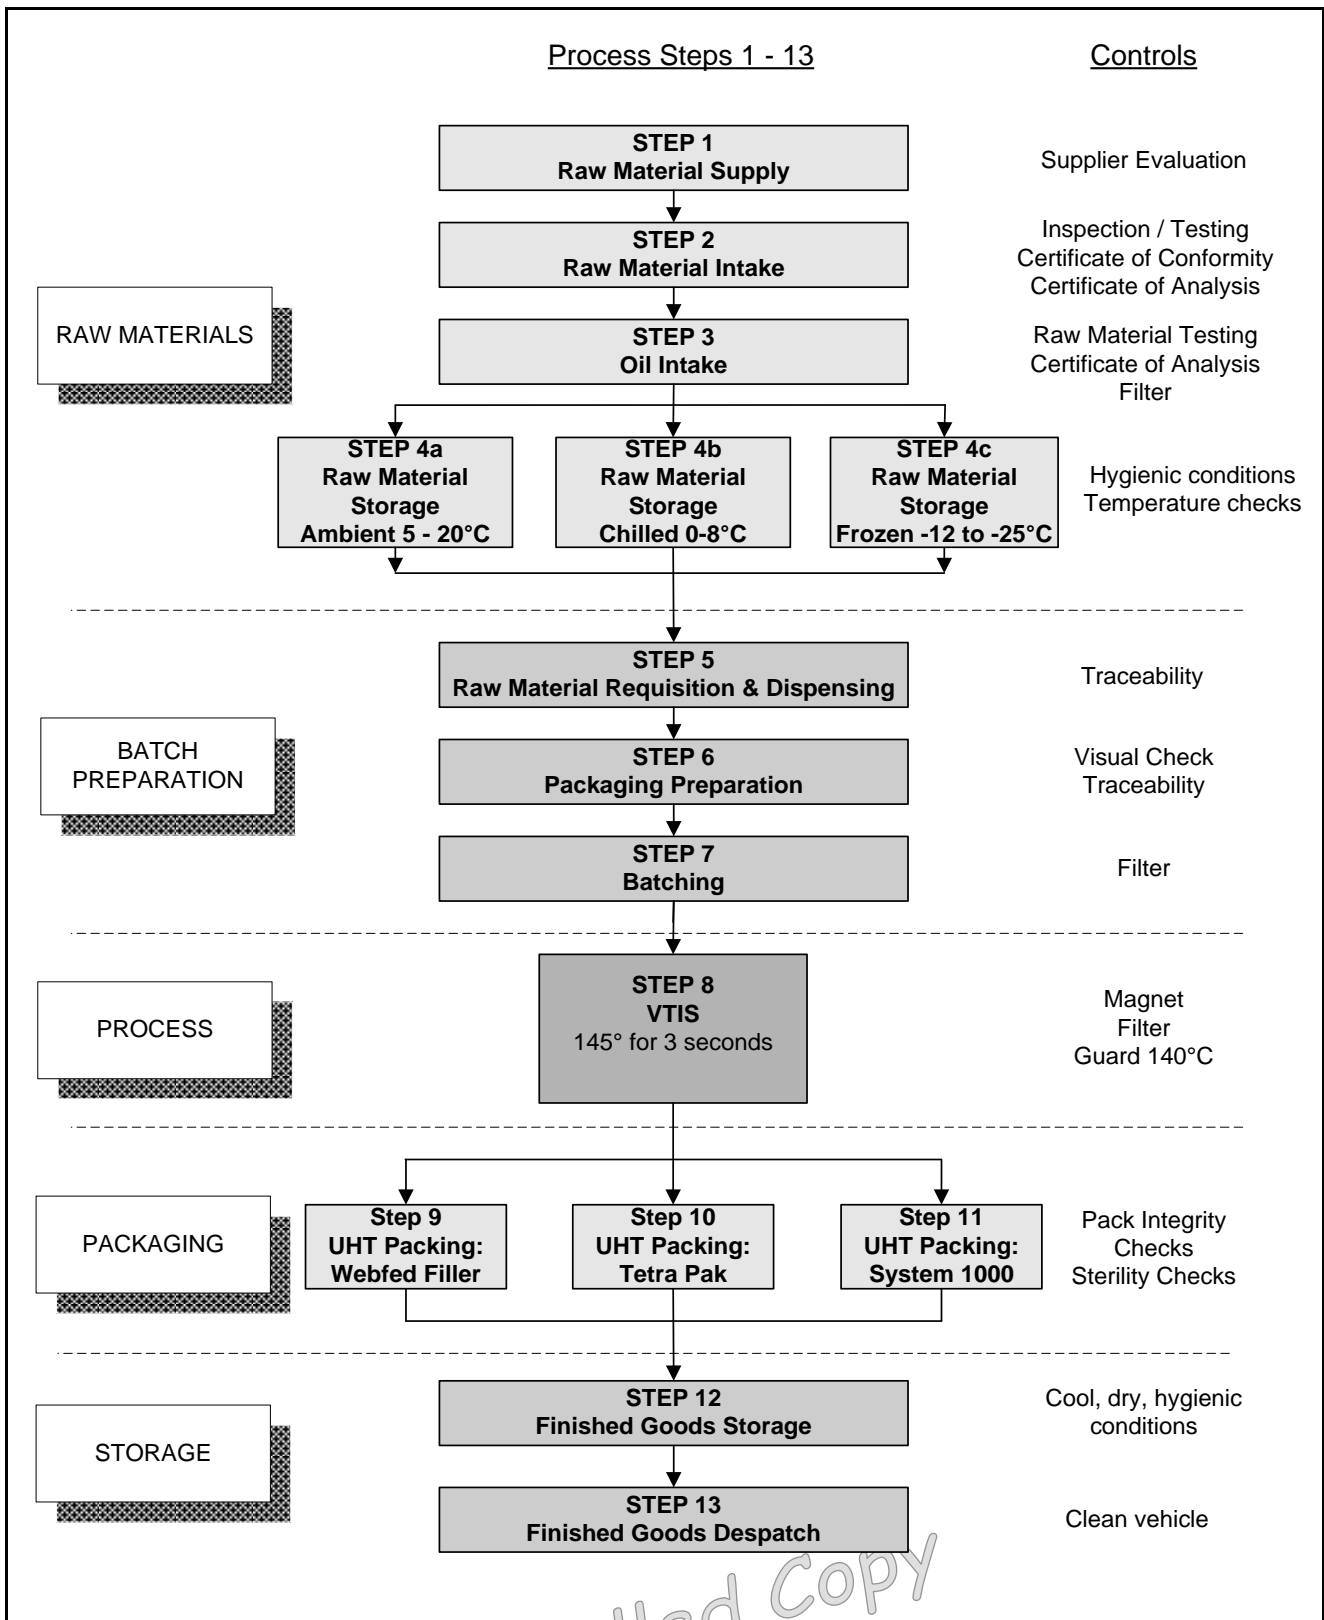 Process Steps 1 - 13
Controls
STEP 1
Raw Material Supply
Supplier Evaluation
STEP 2
Raw Material Intake
Inspection / Testing
Certificate of Conformity
Certificate of Analysis
RAW MATERIALS
STEP 3
Oil Intake
Raw Material Testing
Certificate of Analysis
Filter
STEP 4a
Raw Material
Storage
Ambient 5 - 20°C
STEP 4b
Raw Material
Storage
Chilled 0-8°C
STEP 4c
Raw Material
Storage
Frozen -12 to -25°C
Hygienic conditions
Temperature checks
STEP 5
Raw Material Requisition & Dispensing
Traceability
BATCH
PREPARATION
STEP 6
Packaging Preparation
Visual Check
Traceability
STEP 7
Batching
Filter
PROCESS
STEP 8
VTIS
145° for 3 seconds
Magnet
Filter
Guard 140°C
PACKAGING
Step 9
UHT Packing:
Webfed Filler
Step 10
UHT Packing:
Tetra Pak
Step 11
UHT Packing:
System 1000
Pack Integrity
Checks
Sterility Checks
STORAGE
STEP 12
Finished Goods Storage
Cool, dry, hygienic
conditions
STEP 13
Finished Goods Despatch
Clean vehicle
Copy